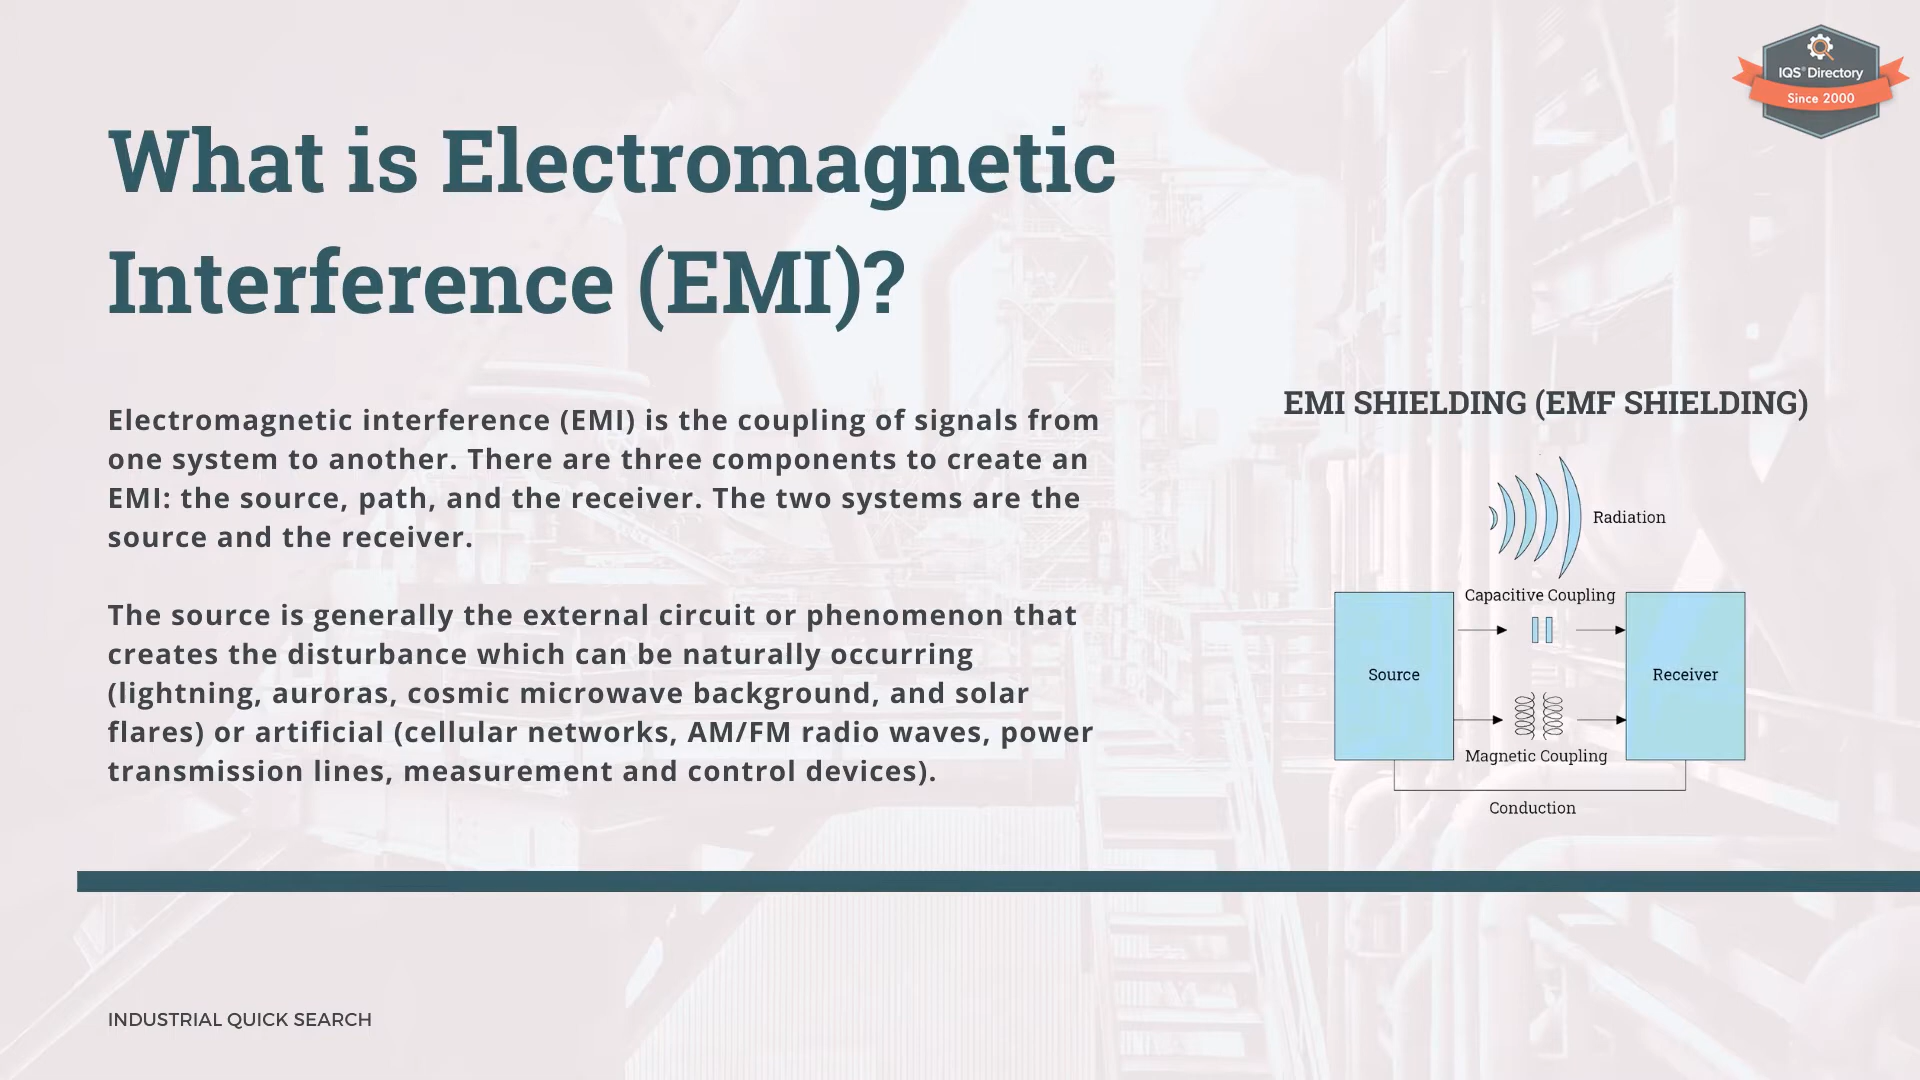 IQS® Directory
Since 2000
What is Electromagnetic
Interference (EMI)?
Electromagnetic interference (EMI) is the coupling of signals from
one system to another. There are three components to create an
EMI: the source, path, and the receiver. The two systems are the
source and the receiver.
The source is generally the external circuit or phenomenon that
creates the disturbance which can be naturally occurring
(lightning, auroras, cosmic microwave background, and solar
flares) or artificial (cellular networks, AM/FM radio waves, power
transmission lines, measurement and control devices).
EMI SHIELDING (EMF SHIELDING)
Radiation
Capacitive Coupling
Source
Receiver
Magnetic Coupling
Conduction
INDUSTRIAL QUICK SEARCH